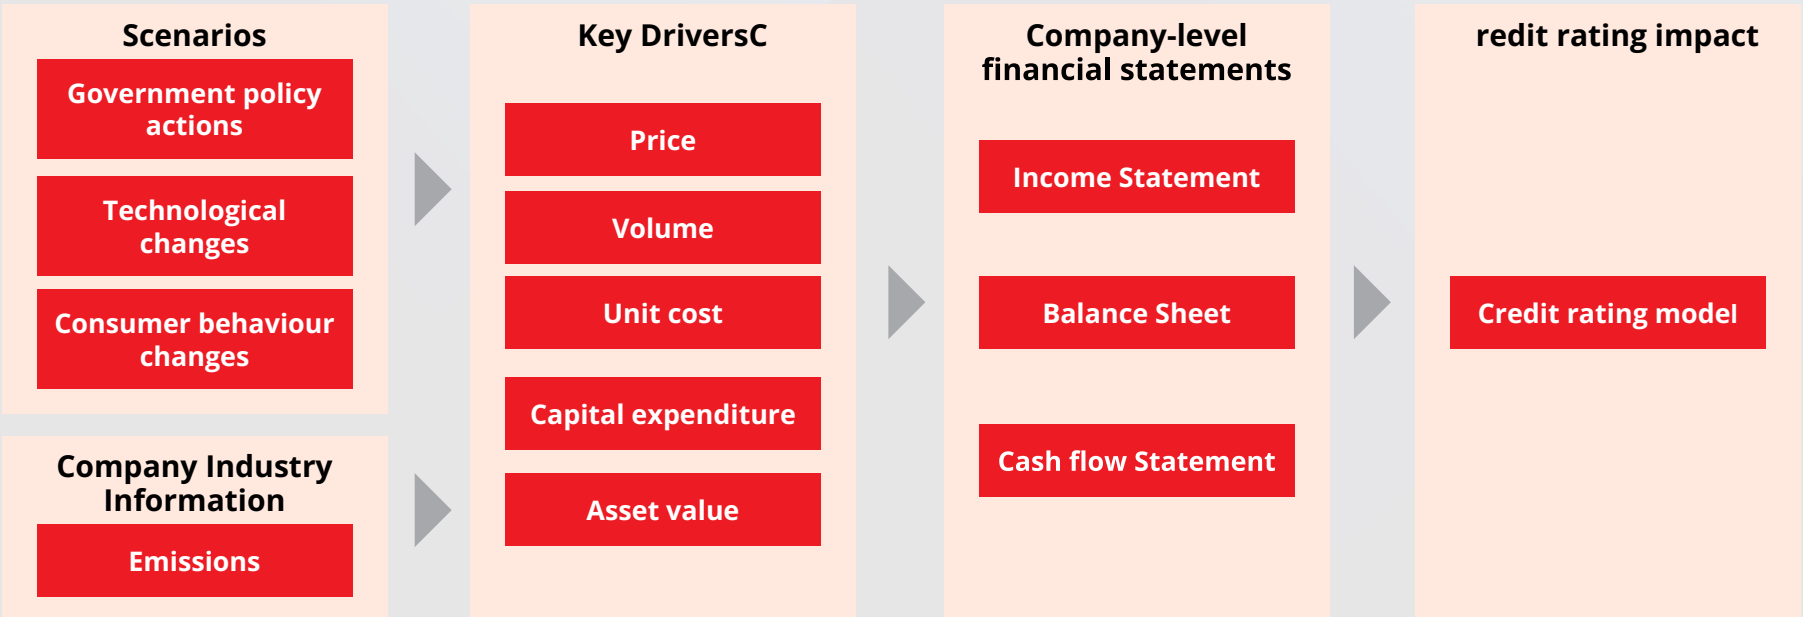 Scenarios
Government policy
actions
Technological
changes
Consumer behaviour
changes
Company Industry
Information
Emissions
Key DriversC
Price
Volume
Unit cost
Capital expenditure
Asset value
Company-level
financial statements
Income Statement
Balance Sheet
Cash flow Statement
redit rating impact
Credit rating model